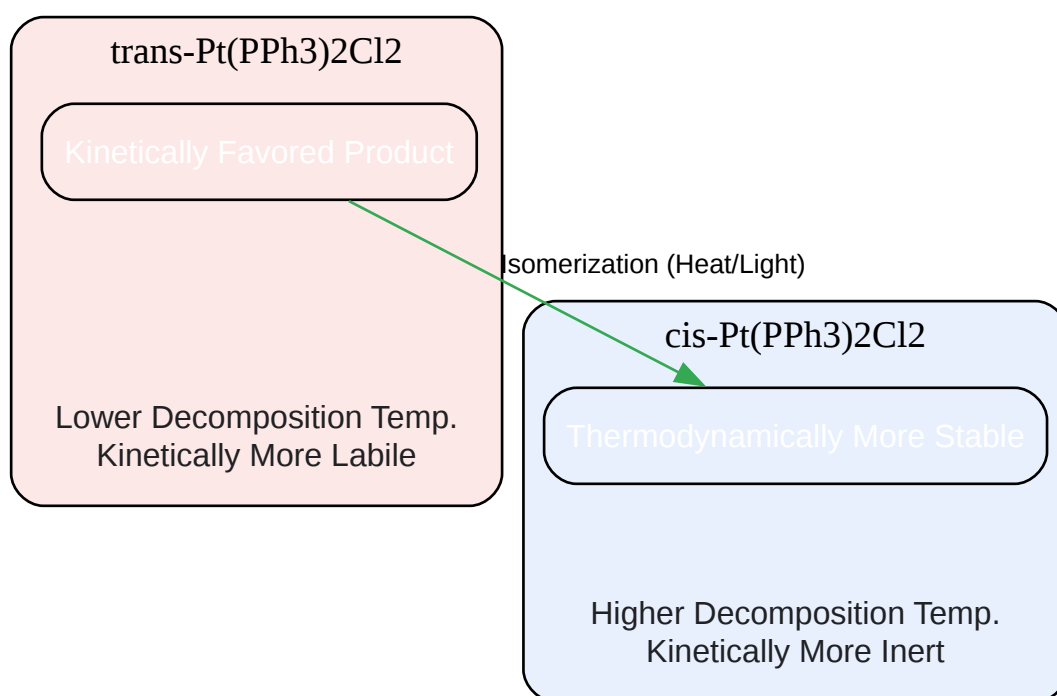 trans-Pt(PPh3)2Cl2
Kinetically Favored Product
Lower Decomposition Temp.
Kinetically More Labile
Isomerization (Heat/Light)
cis-Pt(PPh3)2Cl2
Thermodynamically More Stable
Higher Decomposition Temp.
Kinetically More Inert